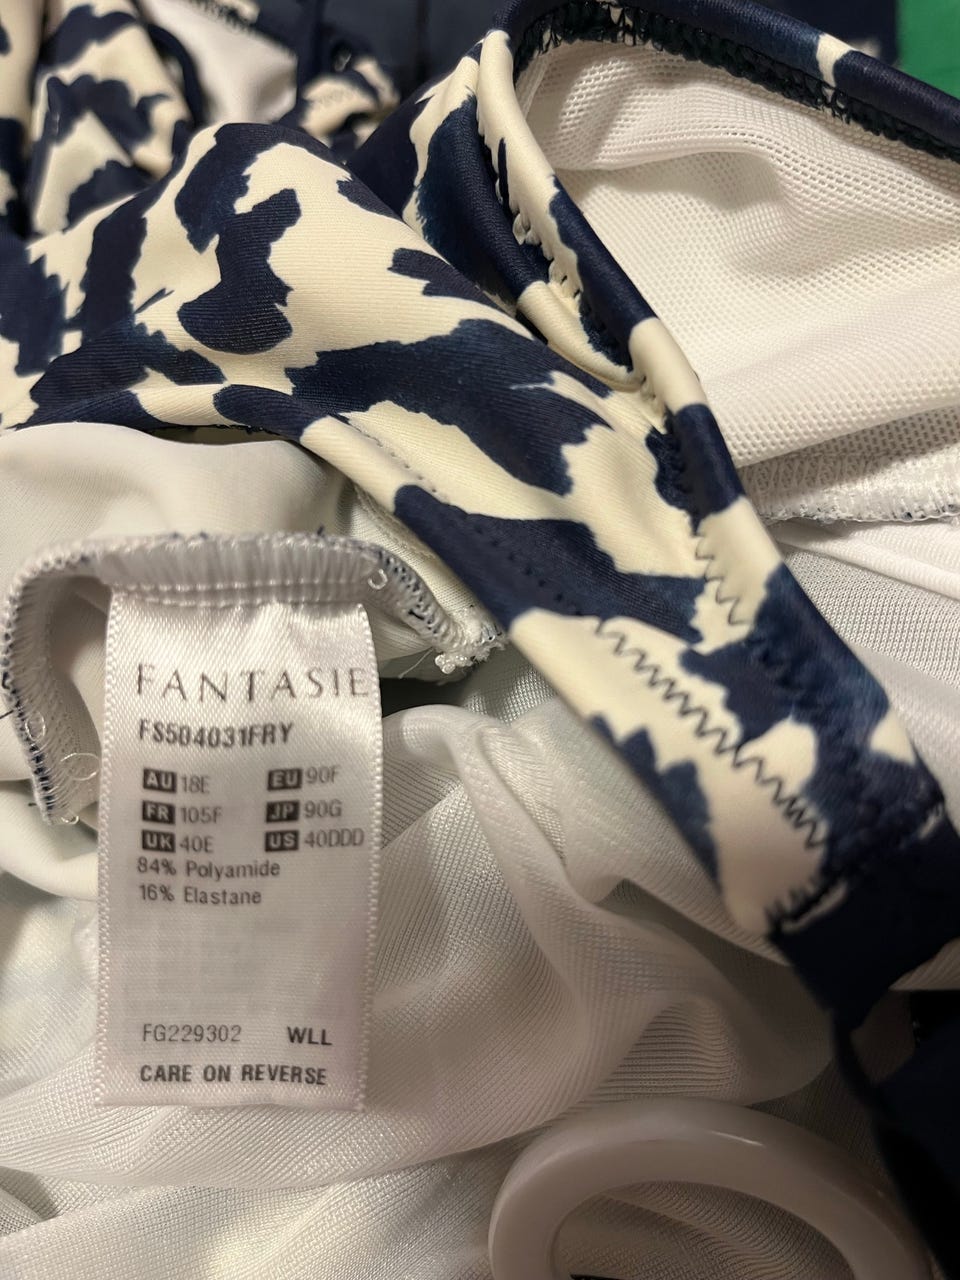 FANTASIE
FS504031FRY
AU 18E EU 90F
FR 105F JP 90G
UK 40E US 40DDD
84% Polyamide
16% Elastane
FG229302 WLL
CARE ON REVERSE